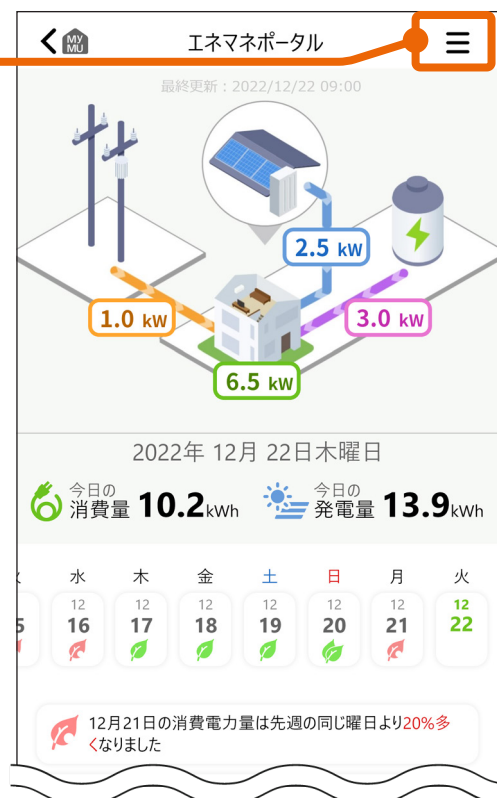 MY
MU
エネマネポータル
最終更新：2022/12/22 09:00
2.5 kW
1.0 kW
3.0 kW
6.5 kW
2022年 12月 22日木曜日
今日の
消費量 10.2kWh
今日の
発電量 13.9kWh
水 木 金 土 日 月 火
12 12 12 12 12 12 12
5 16 17 18 19 20 21 22
12月21日の消費電力量は先週の同じ曜日より20%多
くなりました